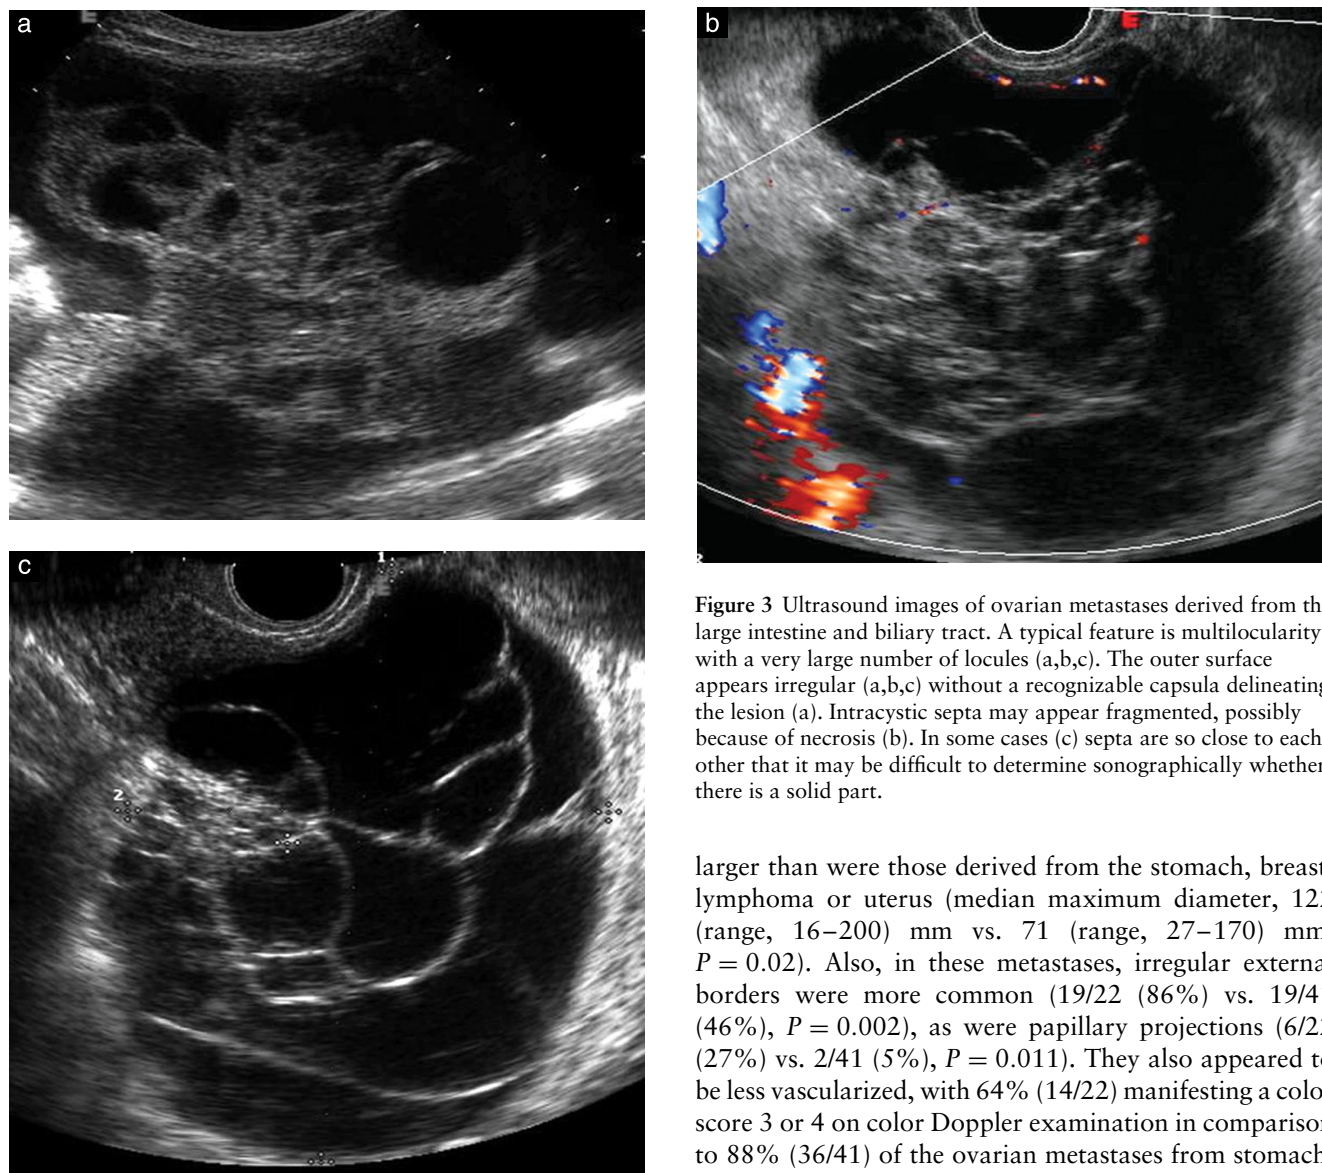 a
E
b
E
c
1
2
Figure 3 Ultrasound images of ovarian metastases derived from th
large intestine and biliary tract. A typical feature is multilocularity
with a very large number of locules (a,b,c). The outer surface
appears irregular (a,b,c) without a recognizable capsula delineating
the lesion (a). Intracystic septa may appear fragmented, possibly
because of necrosis (b). In some cases (c) septa are so close to each
other that it may be difficult to determine sonographically whether
there is a solid part.
larger than were those derived from the stomach, breast
lymphoma or uterus (median maximum diameter, 12
(range, 16–200) mm vs. 71 (range, 27–170) mm
P = 0.02). Also, in these metastases, irregular externa
borders were more common (19/22 (86%) vs. 19/4
(46%), P = 0.002), as were papillary projections (6/22
(27%) vs. 2/41 (5%), P = 0.011). They also appeared to
be less vascularized, with 64% (14/22) manifesting a colo
score 3 or 4 on color Doppler examination in comparison
to 88% (36/41) of the ovarian metastases from stomach